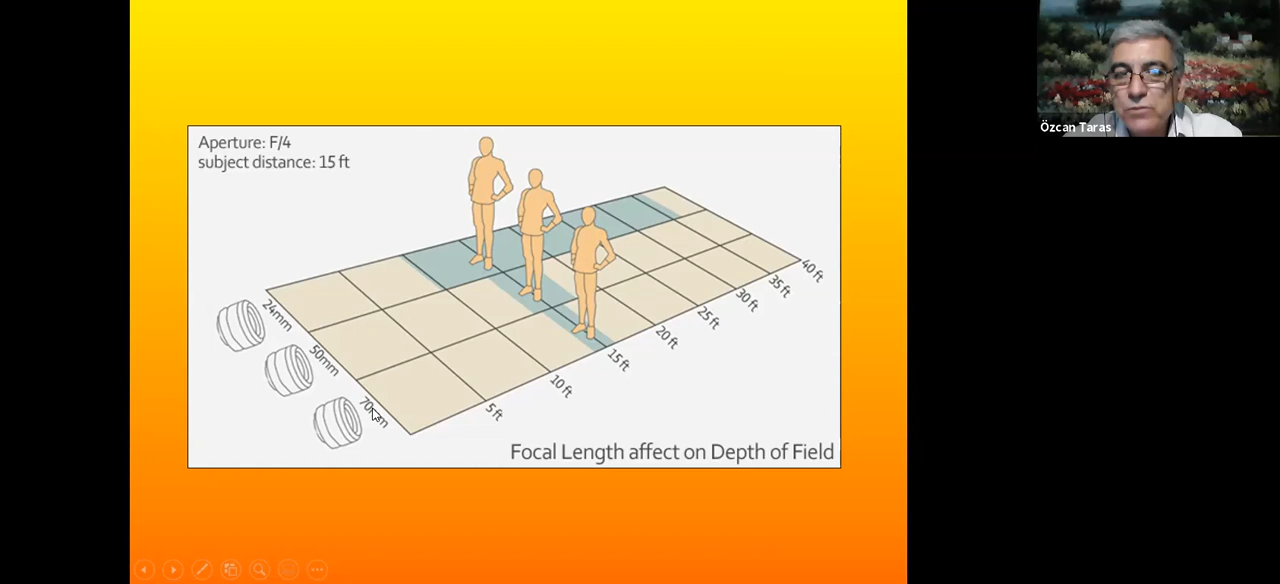 Aperture: F/4
subject distance: 15 ft
24mm
50mm
70mm
5 ft
10 ft
15 ft
20 ft
25 ft
30 ft
35 ft
40 ft
Focal Length affect on Depth of Field
Özcan Taras